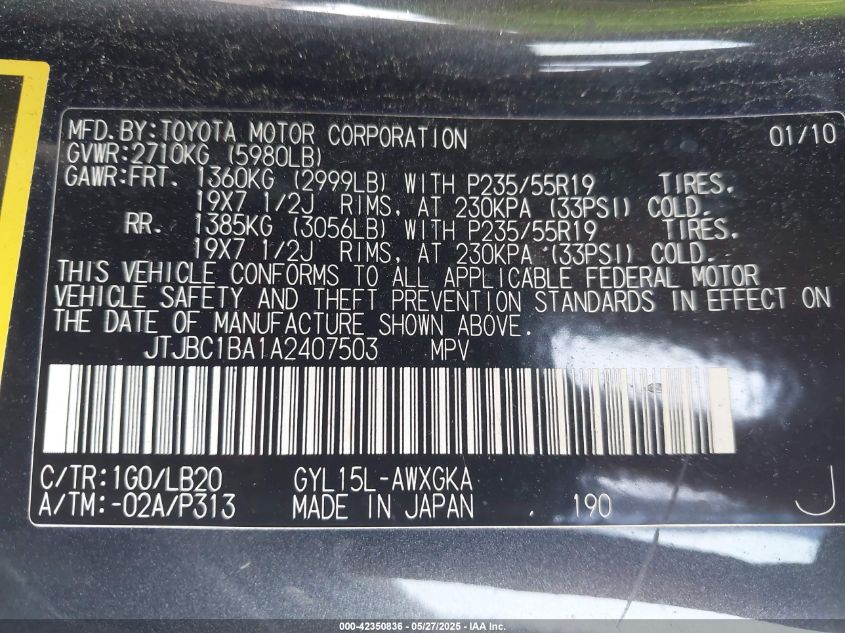 MFD.BY:TOYOTA MOTOR CORPORATION 01/10
GVWR:2710KG (5980LB)
GAWR:FRT. 1360KG (2999LB) WITH P235/55R19 TIRES.
19X7 1/2J RIMS, AT 230KPA (33PSI) COLD.
RR. 1385KG (3056LB) WITH P235/55R19 TIRES.
19X7 1/2J RIMS, AT 230KPA (33PSI) COLD.
THIS VEHICLE CONFORMS TO ALL APPLICABLE FEDERAL MOTOR
VEHICLE SAFETY AND THEFT PREVENTION STANDARDS IN EFFECT ON
THE DATE OF MANUFACTURE SHOWN ABOVE.
JTJBC1BA1A2407503 MPV
C/TR:1G0/LB20 GYL15L-AWXGKA
A/TM:-02A/P313 MADE IN JAPAN 190 J
000-42350836 - 05/27/2025 - IAA Inc.